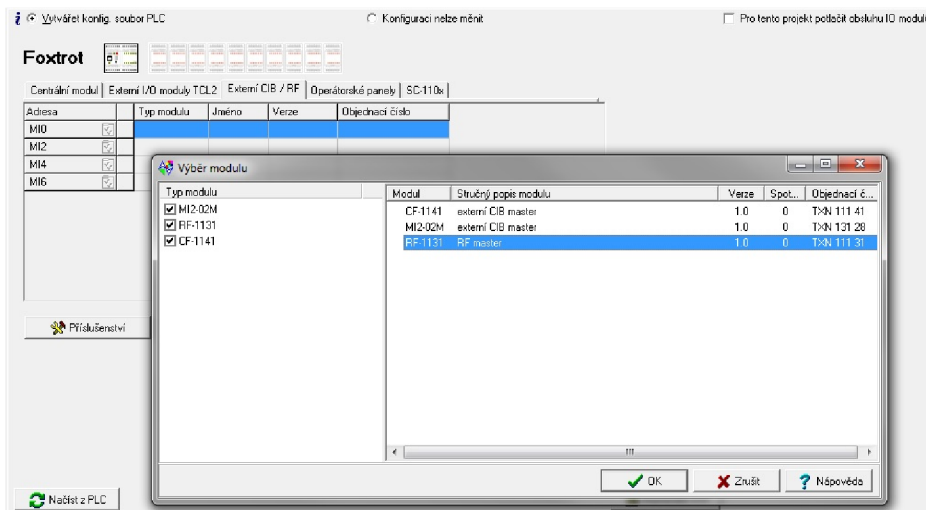 Vytvářet konfig. soubor PLC
Konfiguraci nelze měnit
Pro tento projekt potlačit obsluhu IO modulů
Foxtrot
Centrální modul
Externí I/O moduly TCL2
Externí CIB / RF
Operátorské panely
SC-110x
Adresa
Typ modulu
Jméno
Verze
Objednací číslo
MI0
MI2
MI4
MI6
Výběr modulu
Typ modulu
MI2-02M
RF-1131
CF-1141
Modul Stručný popis modulu Verze Spot... Objednací č...
CF-1141 externí CIB master 1.0 0 TXN 111 41
MI2-02M externí CIB master 1.0 0 TXN 131 28
RF-1131 RF master 1.0 0 TXN 111 31
Příslušenství
OK
Zrušit
Nápověda
Načíst z PLC